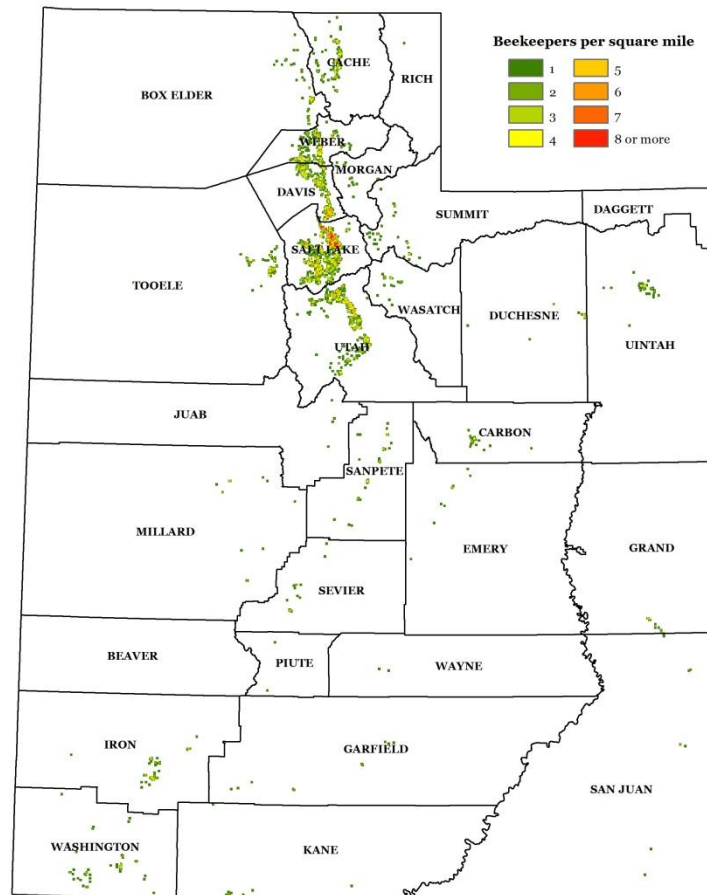 Beekeepers per square mile
1
5
2
6
3
7
4
8 or more
CACHE
RICH
BOX ELDER
WEBER
MORGAN
DAVIS
SUMMIT
DAGGETT
SALT LAKE
TOOELE
WASATCH
DUCHESNE
UINTAH
UTAH
JUAB
CARBON
SANPETE
MILLARD
EMERY
GRAND
SEVIER
BEAVER
PIUTE
WAYNE
IRON
GARFIELD
SAN JUAN
WASHINGTON
KANE